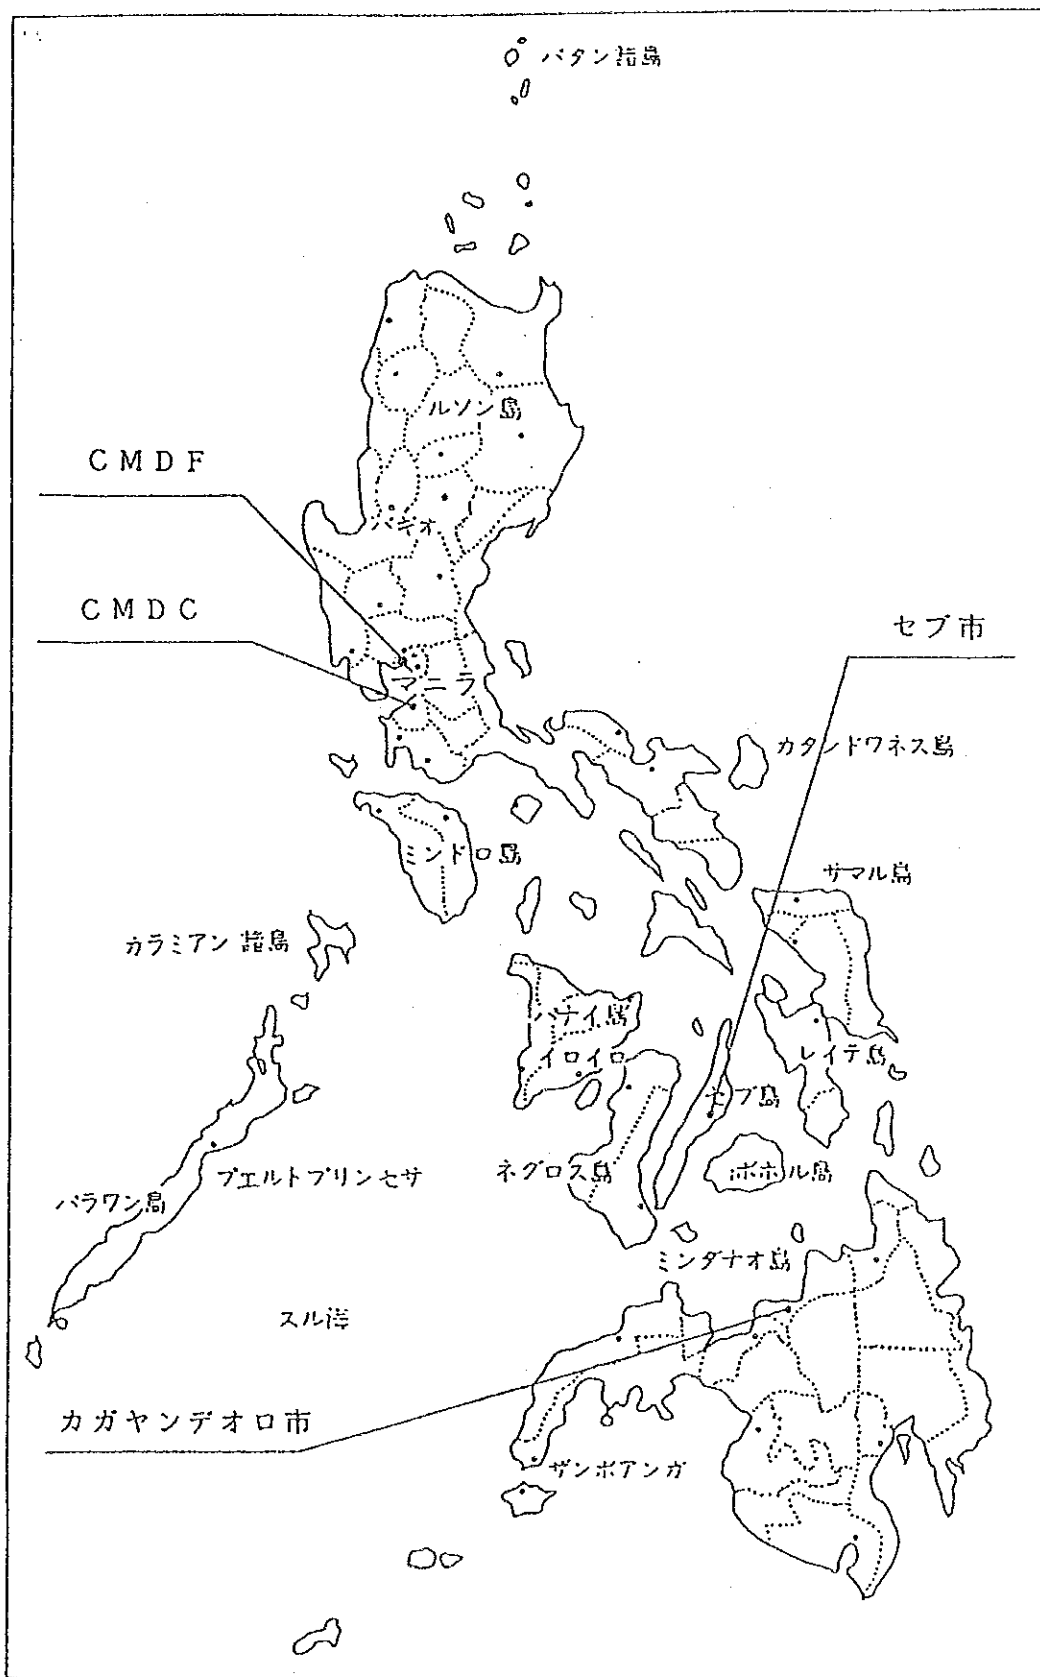 バタン諸島
ルソン島
CMDF
バギオ
CMDC
セブ市
マニラ
カタンドワネス島
ミンドロ島
サマル島
カラミアン諸島
パナイ島
イロイロ
レイテ島
セブ島
ネグロス島
ボホル島
プエルトプリンセサ
パラワン島
ミンダナオ島
スル海
カガヤンデオロ市
ザンボアンガ